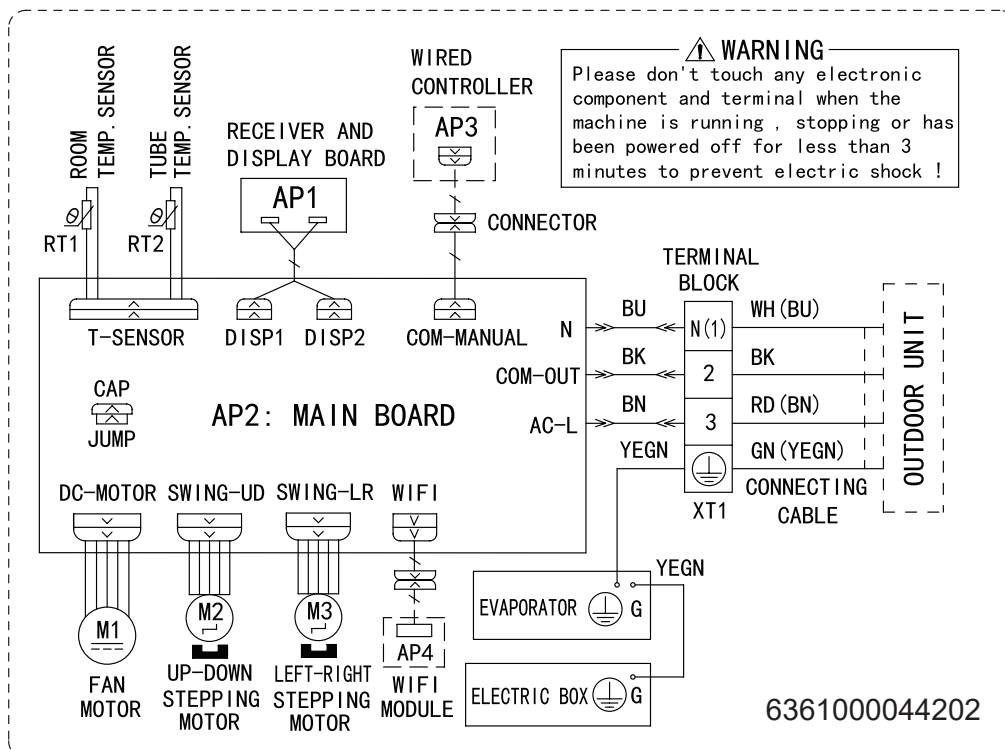 ROOM
TEMP. SENSOR
TUBE
TEMP. SENSOR
RT1
RT2
RECEIVER AND
DISPLAY BOARD
AP1
WIRED
CONTROLLER
AP3
CONNECTOR
WARNING
Please don't touch any electronic
component and terminal when the
machine is running , stopping or has
been powered off for less than 3
minutes to prevent electric shock !
T-SENSOR
DISP1
DISP2
COM-MANUAL
CAP
JUMP
AP2: MAIN BOARD
N
COM-OUT
AC-L
BU
BK
BN
YEGN
TERMINAL
BLOCK
N(1)
2
3
XT1
WH(BU)
BK
RD(BN)
GN(YEGN)
CONNECTING
CABLE
OUTDOOR UNIT
DC-MOTOR
SWING-UD
SWING-LR
WIFI
M1
FAN
MOTOR
M2
UP-DOWN
STEPPING
MOTOR
M3
LEFT-RIGHT
STEPPING
MOTOR
AP4
WIFI
MODULE
EVAPORATOR
G
YEGN
ELECTRIC BOX
G
6361000044202